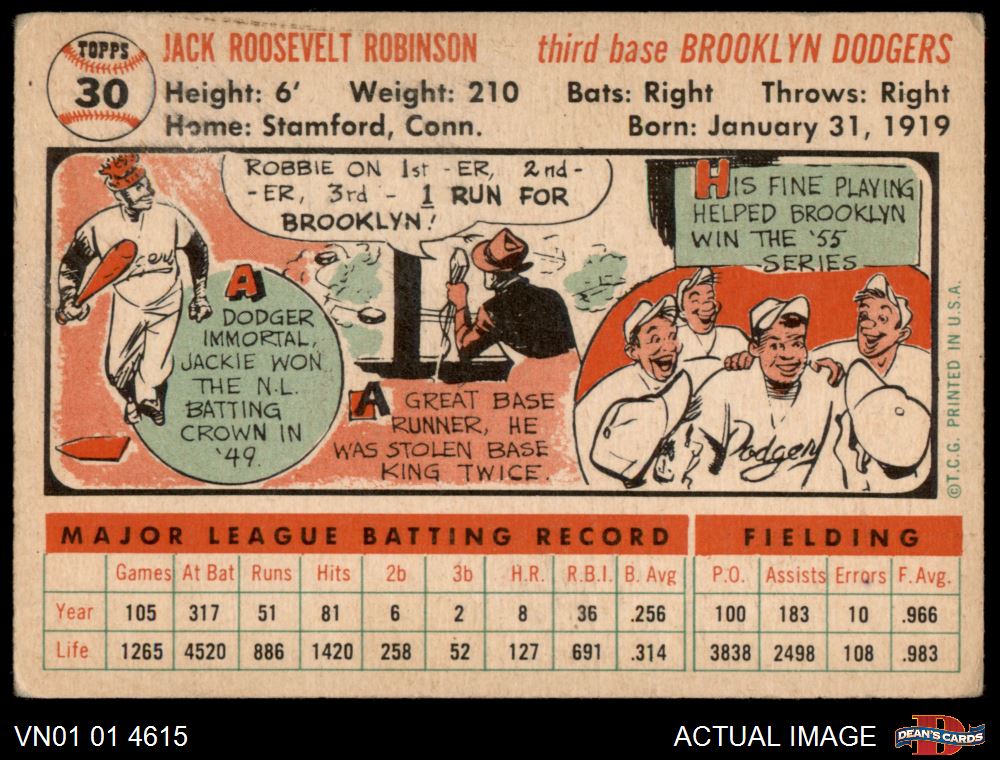 TOPPS
30
JACK ROOSEVELT ROBINSON third base BROOKLYN DODGERS
Height: 6' Weight: 210 Bats: Right Throws: Right
Home: Stamford, Conn. Born: January 31, 1919
ROBBIE ON 1st -ER, 2nd-
-ER, 3rd - 1 RUN FOR
BROOKLYN!
HIS FINE PLAYING
HELPED BROOKLYN
WIN THE '55
SERIES
A
DODGER
IMMORTAL,
JACKIE WON
THE N.L.
BATTING
CROWN IN
'49.
A GREAT BASE
RUNNER, HE
WAS STOLEN BASE
KING TWICE.
Dodgers
©T.C.G. PRINTED IN U.S.A.
MAJOR LEAGUE BATTING RECORD FIELDING
Games At Bat Runs Hits 2b 3b H.R. R.B.I. B. Avg P.O. Assists Errors F. Avg.
Year 105 317 51 81 6 2 8 36 .256 100 183 10 .966
Life 1265 4520 886 1420 258 52 127 691 .314 3838 2498 108 .983
VN01 01 4615 ACTUAL IMAGE DEAN'S CARDS